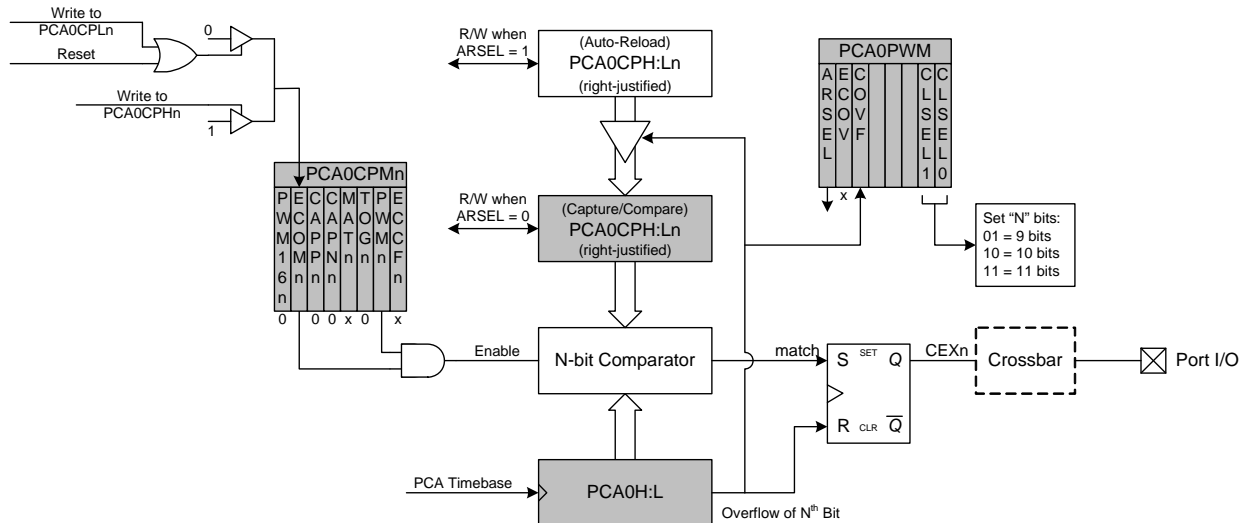 Write to
PCA0CPLn
Reset
0
Write to
PCA0CPHn
1
R/W when
ARSEL = 1
(Auto-Reload)
PCA0CPH:Ln
(right-justified)
PCA0PWM
ARSEL
ECOV
COVF
CLSEL1
CLSEL0
x
Set “N” bits:
01 = 9 bits
10 = 10 bits
11 = 11 bits
PCA0CPMn
PWM16n
ECOMn
CAPPn
CAPNn
MATn
TOGn
PWMn
ECCFn
0
0 0 x 0
x
R/W when
ARSEL = 0
(Capture/Compare)
PCA0CPH:Ln
(right-justified)
Enable
N-bit Comparator
match
S SET Q
R CLR Q
CEXn
Crossbar
Port I/O
PCA Timebase
PCA0H:L
Overflow of Nth Bit